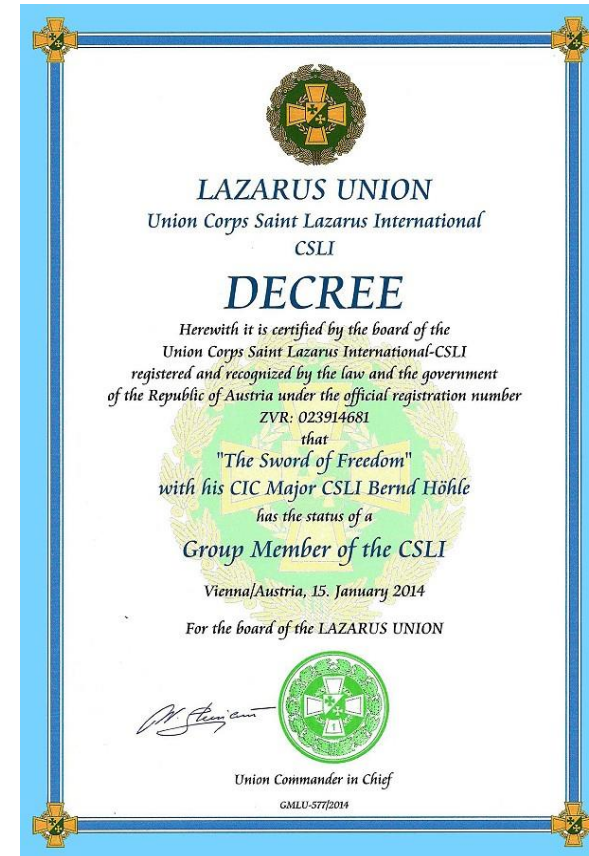 LAZARUS UNION
Union Corps Saint Lazarus International
CSLI
DECREE
Herewith it is certified by the board of the
Union Corps Saint Lazarus International-CSLI
registered and recognized by the law and the government
of the Republic of Austria under the official registration number
ZVR: 023914681
that
"The Sword of Freedom"
with his CIC Major CSLI Bernd Höhle
has the status of a
Group Member of the CSLI
Vienna/Austria, 15. January 2014
For the board of the LAZARUS UNION
1
Union Commander in Chief
GMLU-577/2014